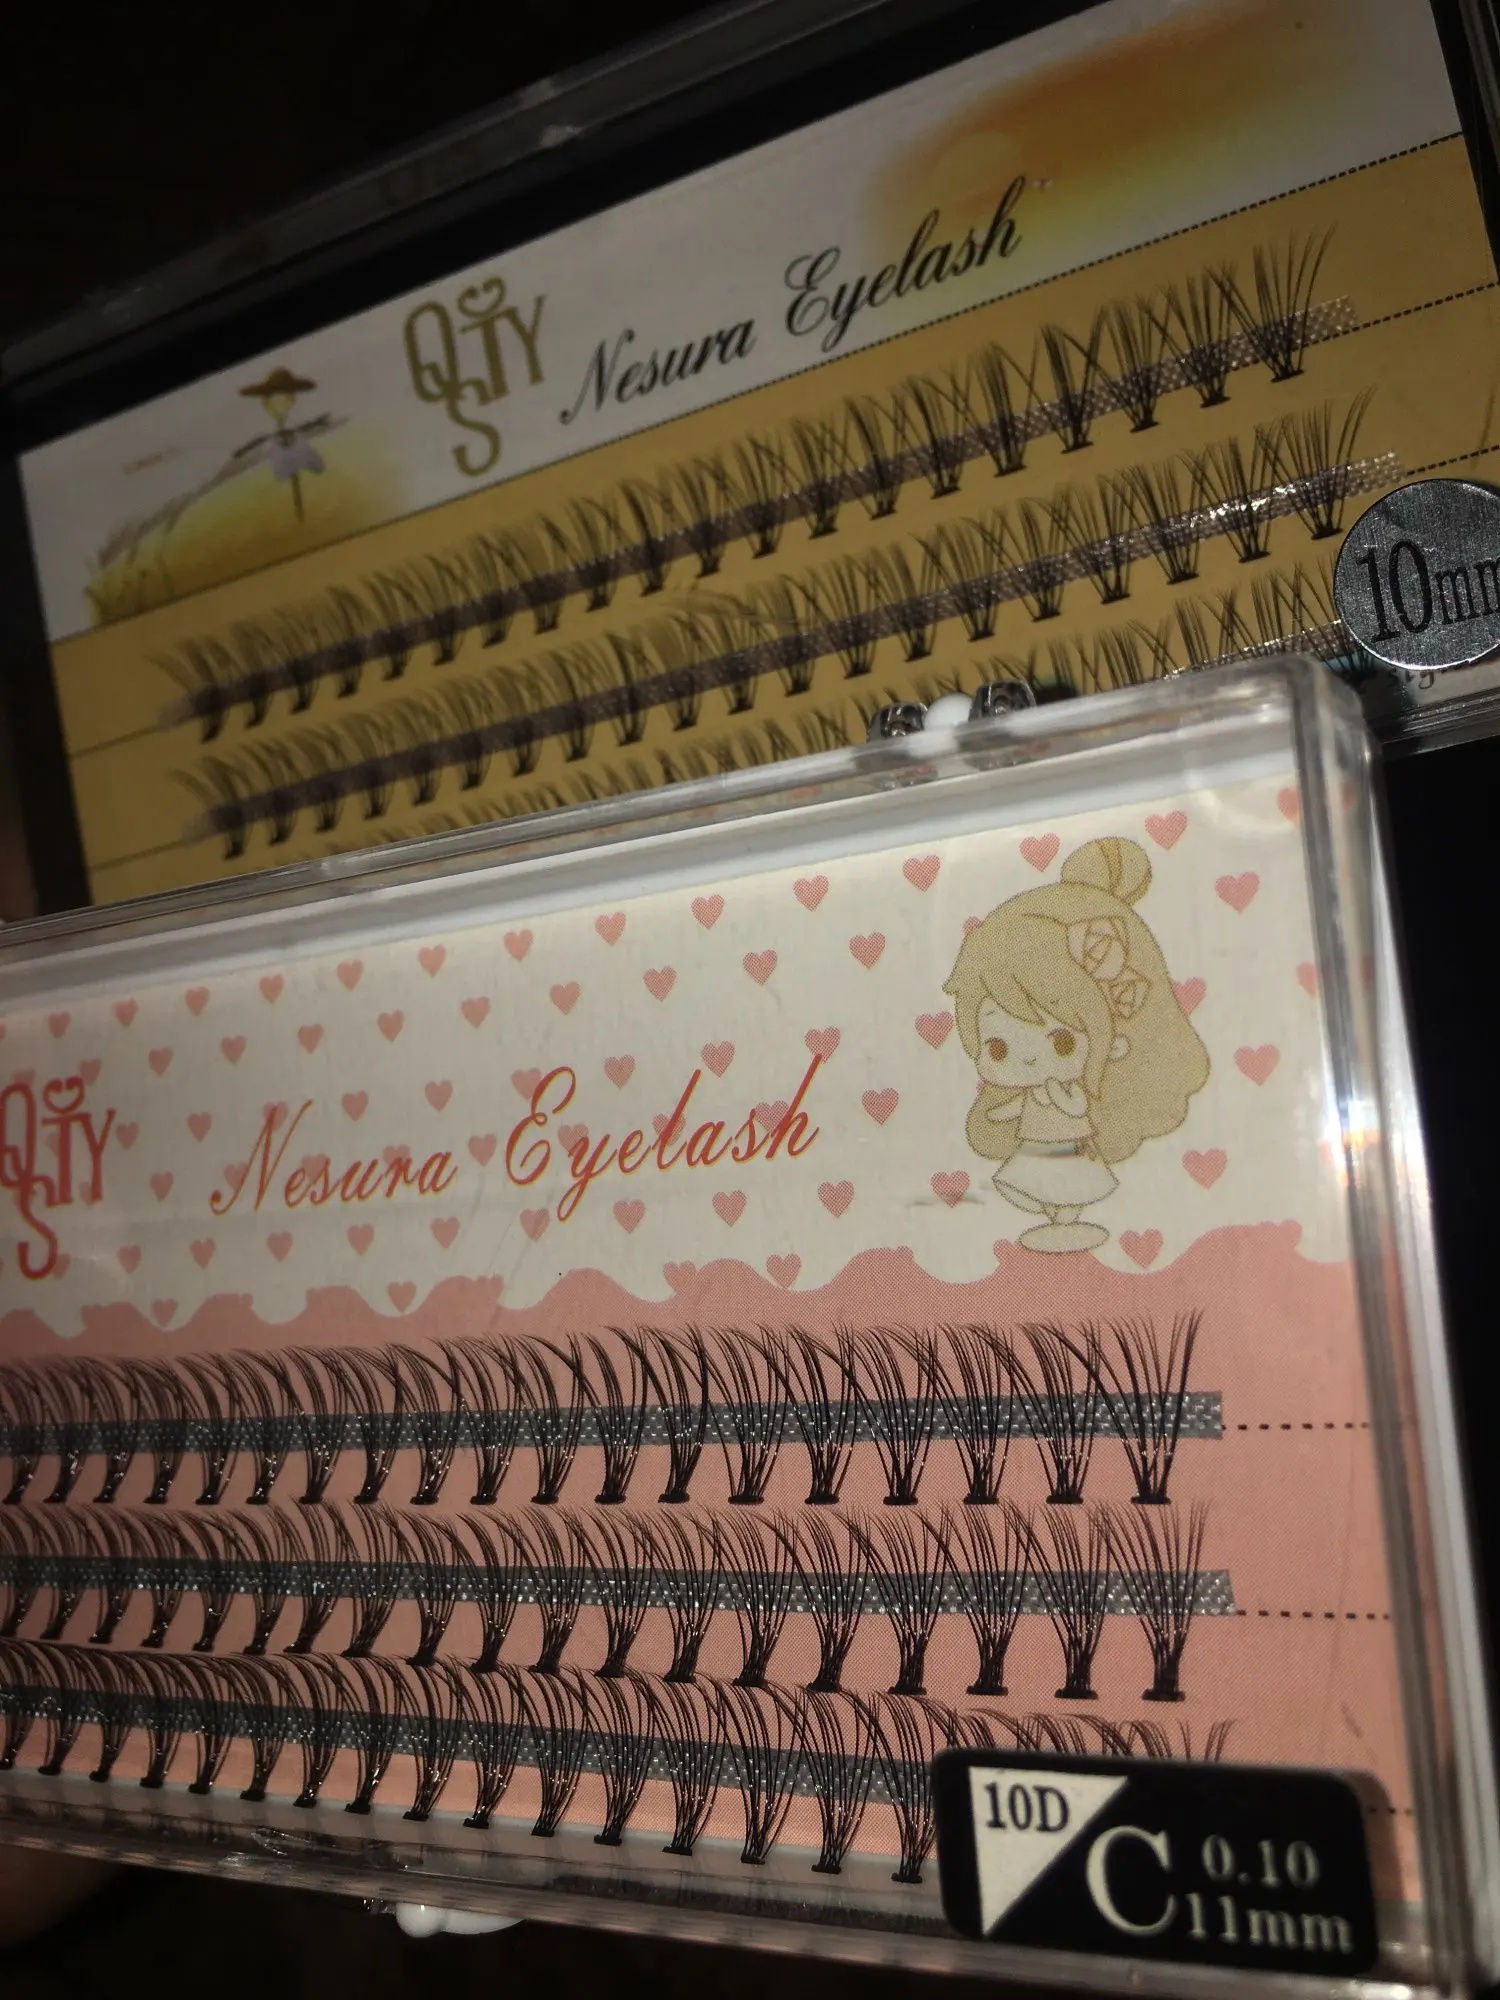 QSTY Nesura Eyelash
10mm
QSTY Nesura Eyelash
10D
C 0.10
11mm